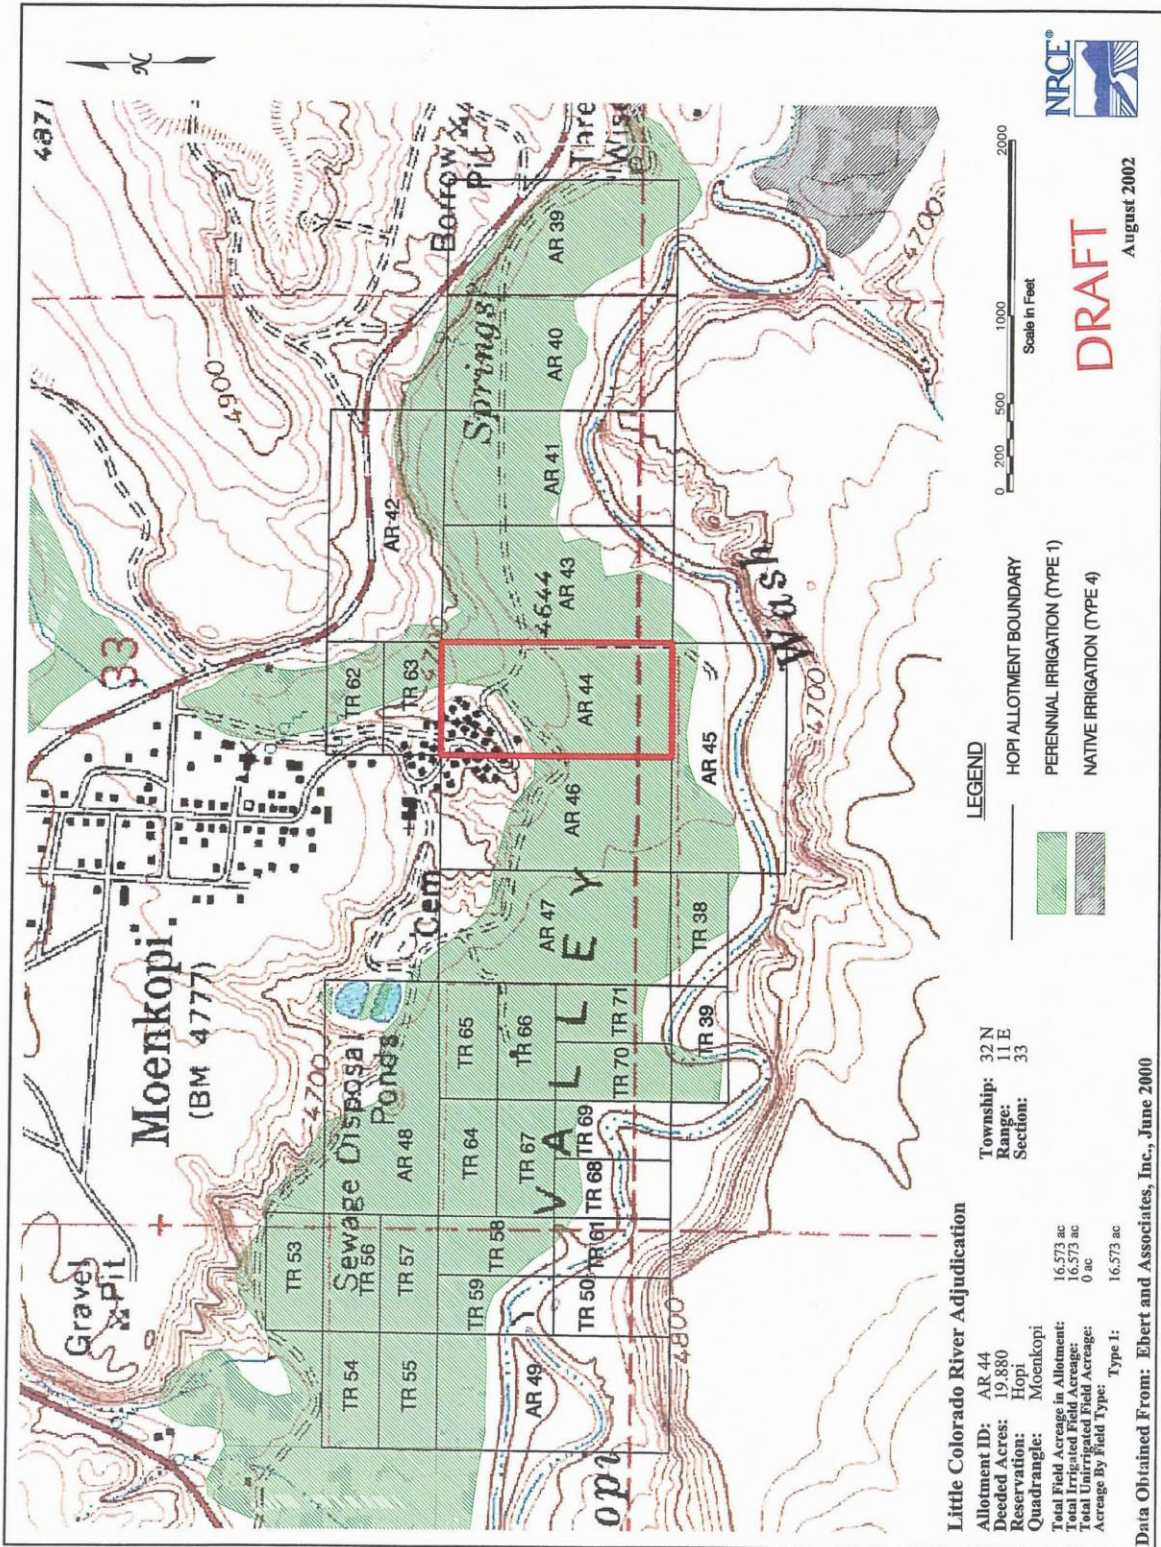 N
4871
33
4900
Borrow
Pit
Thre
Wis
Moenkopi
(BM 4777)
Gravel
Pit
4700
Cem
Sewage Disposal
Ponds
Springs
4644
4700
VALLEY
opi
Wash
4700
4700
4800
TR 62
TR 63
AR 42
AR 39
AR 40
AR 41
AR 43
AR 44
AR 45
AR 46
AR 47
TR 38
TR 39
TR 65
TR 66
TR 71
TR 70
AR 48
TR 64
TR 67
TR 69
TR 68
TR 53
TR 56
TR 57
TR 58
TR 59
TR 61
TR 50
TR 54
TR 55
AR 49
Little Colorado River Adjudication
Allotment ID: AR 44
Deeded Acres: 19.880
Reservation: Hopi
Quadrangle: Moenkopi
Township: 32 N
Range: 11 E
Section: 33
Total Field Acreage in Allotment: 16.573 ac
Total Irrigated Field Acreage: 16.573 ac
Total Unirrigated Field Acreage: 0 ac
Acreage By Field Type: Type 1: 16.573 ac
Data Obtained From: Ebert and Associates, Inc., June 2000
LEGEND
HOPI ALLOTMENT BOUNDARY
PERENNIAL IRRIGATION (TYPE 1)
NATIVE IRRIGATION (TYPE 4)
0 200 500 1000 2000
Scale in Feet
DRAFT
August 2002
NRCE®